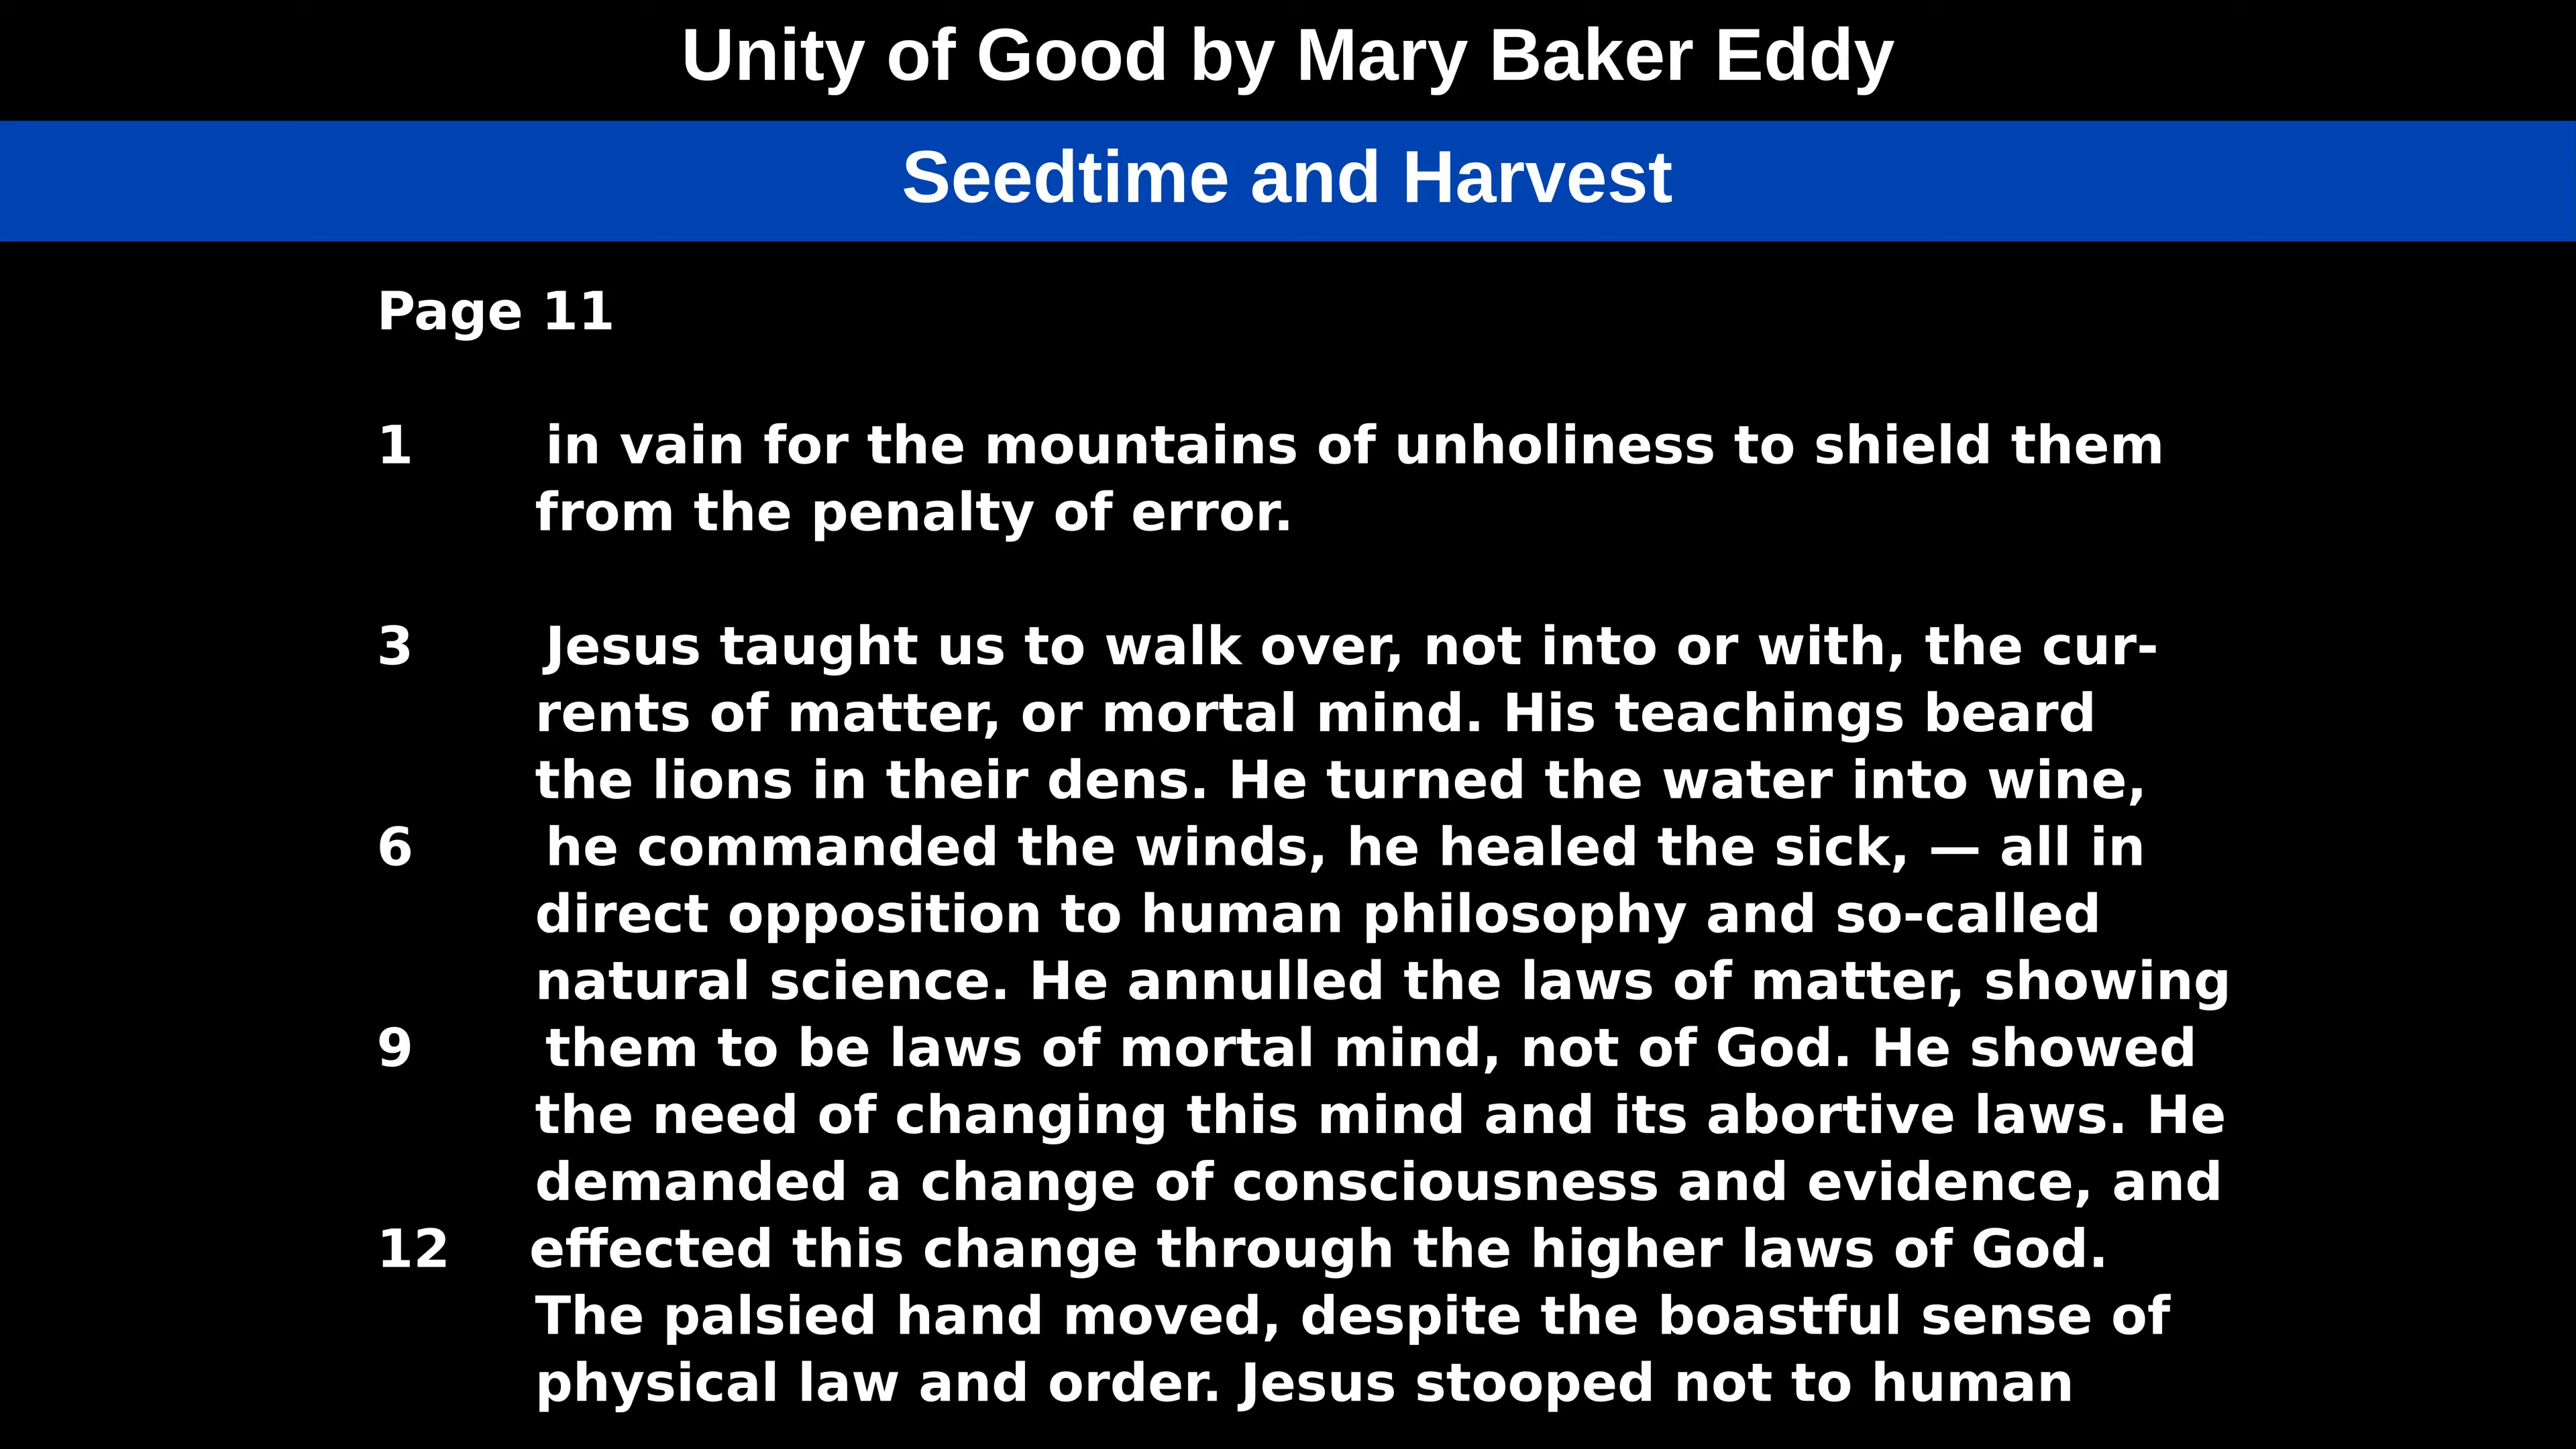 Unity of Good by Mary Baker Eddy
Seedtime and Harvest
Page 11
1 in vain for the mountains of unholiness to shield them
from the penalty of error.
3 Jesus taught us to walk over, not into or with, the cur-
rents of matter, or mortal mind. His teachings beard
the lions in their dens. He turned the water into wine,
6 he commanded the winds, he healed the sick, — all in
direct opposition to human philosophy and so-called
natural science. He annulled the laws of matter, showing
9 them to be laws of mortal mind, not of God. He showed
the need of changing this mind and its abortive laws. He
demanded a change of consciousness and evidence, and
12 effected this change through the higher laws of God.
The palsied hand moved, despite the boastful sense of
physical law and order. Jesus stooped not to human